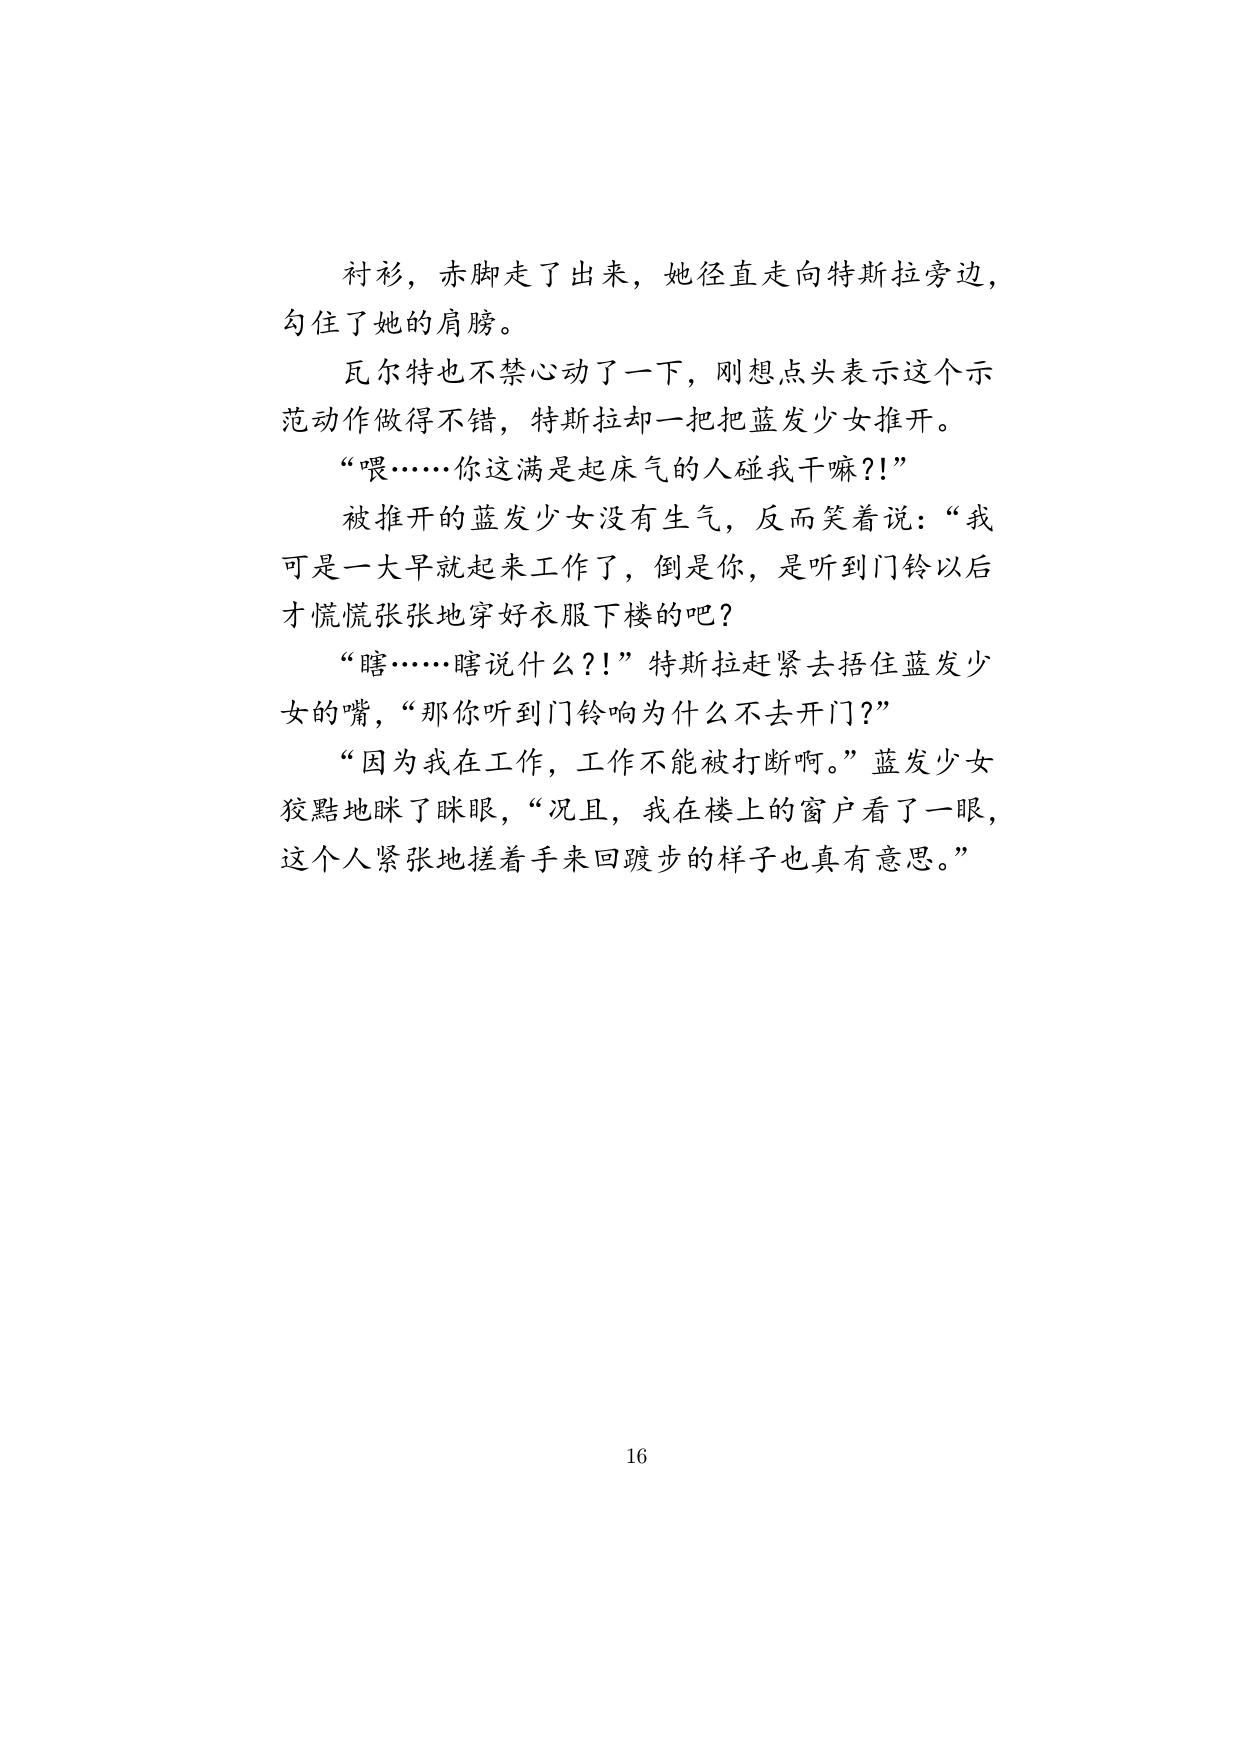 衬衫，赤脚走了出来，她径直走向特斯拉旁边，
勾住了她的肩膀。
瓦尔特也不禁心动了一下，刚想点头表示这个示
范动作做得不错，特斯拉却一把把蓝发少女推开。
“喂……你这满是起床气的人碰我干嘛？！”
被推开的蓝发少女没有生气，反而笑着说：“我
可是一大早就起来工作了，倒是你，是听到门铃以后
才慌慌张张地穿好衣服下楼的吧？
“瞎……瞎说什么？！”特斯拉赶紧去捂住蓝发少
女的嘴，“那你听到门铃响为什么不去开门？”
“因为我在工作，工作不能被打断啊。”蓝发少女
狡黠地眯了眯眼，“况且，我在楼上的窗户看了一眼，
这个人紧张地搓着手来回踱步的样子也真有意思。”
16